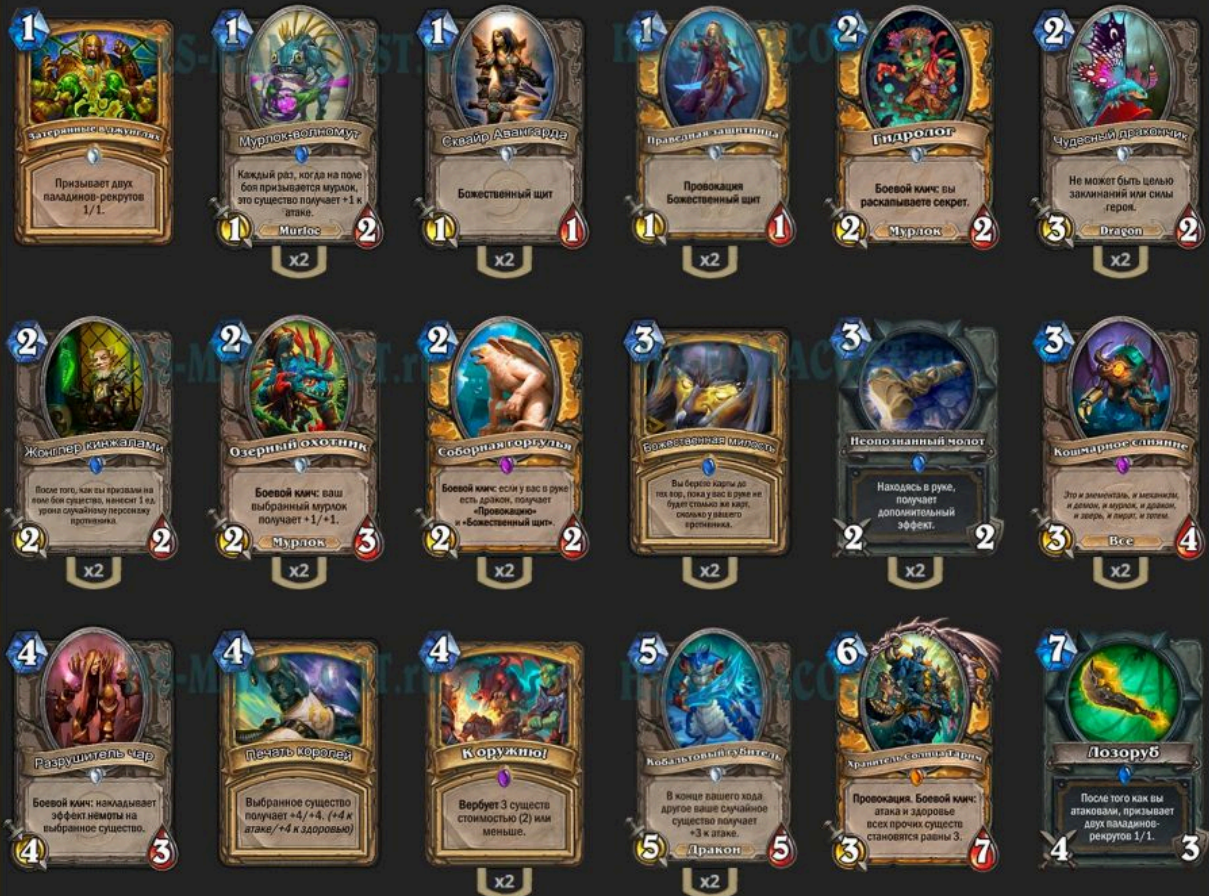 1
Затерянные в джунглях
Призывает двух
паладинов-рекрутов
1/1.
1
Мурлок-волномут
Каждый раз, когда на поле
боя призывается мурлок,
это существо получает +1 к
атаке.
1
Murloc
2
x2
1
Сквайр Авангарда
Божественный щит
1
1
x2
1
Праведная защитница
Провокация
Божественный щит
1
1
x2
2
Гидролог
Боевой клич: вы
раскапываете секрет.
2
Мурлок
2
2
Чудесный дракончик
Не может быть целью
заклинаний или силы
героя.
3
Dragon
2
x2
2
Жонглер кинжалами
После того, как вы призвали на
поле боя существо, наносит 1 ед.
урона случайному персонажу
противника.
2
2
x2
2
Озерный охотник
Боевой клич: ваш
выбранный мурлок
получает +1/+1.
2
Мурлок
3
x2
2
Соборная горгулья
Боевой клич: если у вас в руке
есть дракон, получает
«Провокацию»
и «Божественный щит».
2
2
x2
3
Божественная милость
Вы берете карты до
тех пор, пока у вас в руке не
будет столько же карт,
сколько у вашего
противника.
x2
3
Неопознанный молот
Находясь в руке,
получает
дополнительный
эффект.
2
2
x2
3
Кошмарное слияние
Это и элементаль, и механизм,
и демон, и мурлок, и дракон,
и зверь, и пират, и тотем.
3
Все
4
x2
4
Разрушитель чар
Боевой клич: накладывает
эффект немоты на
выбранное существо.
4
3
4
Печать королей
Выбранное существо
получает +4/+4. (+4 к
атаке/+4 к здоровью)
4
К оружию!
Вербует 3 существ
стоимостью (2) или
меньше.
x2
5
Кобальтовый губитель
В конце вашего хода
другое ваше случайное
существо получает
+3 к атаке.
5
Дракон
5
x2
6
Хранитель Солнца Тарим
Провокация. Боевой клич:
атака и здоровье
всех прочих существ
становятся равны 3.
3
7
7
Лозоруб
После того как вы
атаковали, призывает
двух паладинов-
рекрутов 1/1.
4
3